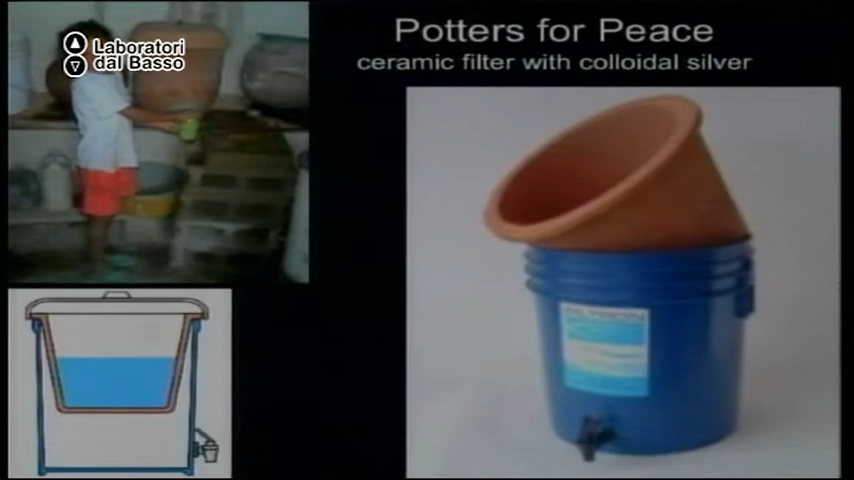 Laboratori
dal Basso
Potters for Peace
ceramic filter with colloidal silver